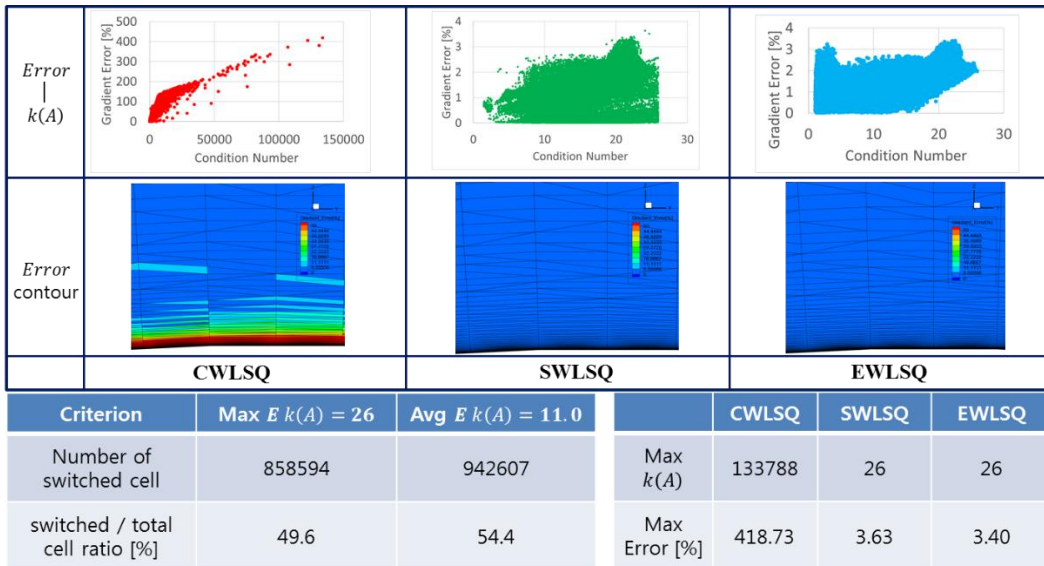 Error
|
k(A)
Gradient Error [%]
500
400
300
200
100
0
0 50000 100000 150000
Condition Number
Gradient Error [%]
4
3
2
1
0
0 10 20 30
Condition Number
Gradient Error [%]
4
3
2
1
0
0 10 20 30
Condition Number
Error
contour
CWLSQ SWLSQ EWLSQ
Criterion Max E k(A) = 26 Avg E k(A) = 11.0
Number of
switched cell
858594 942607
switched / total
cell ratio [%]
49.6 54.4
CWLSQ SWLSQ EWLSQ
Max
k(A)
133788 26 26
Max
Error [%]
418.73 3.63 3.40